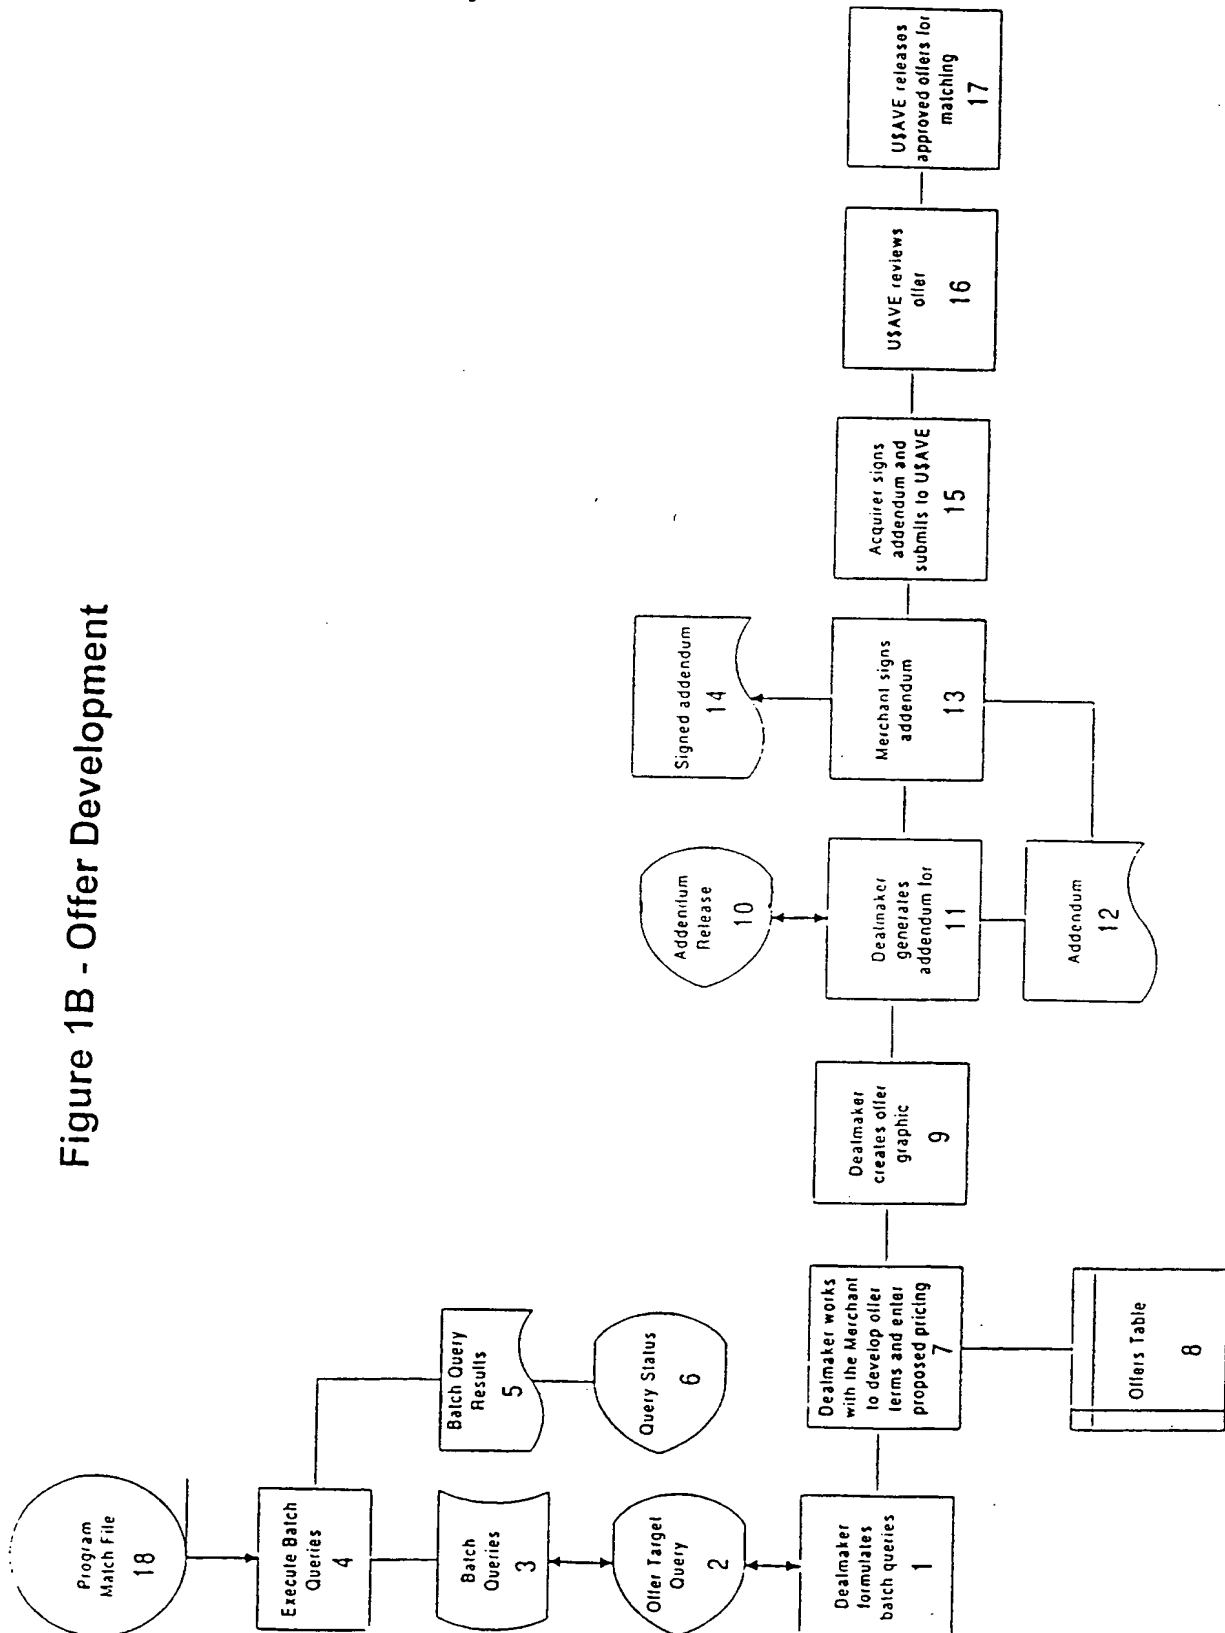 Figure 1B - Offer Development
Program
Match File
18
Execute Batch
Queries
4
Batch
Queries
3
Offer Target
Query
2
Dealmaker
formulates
batch queries
1
Batch Query
Results
5
Query Status
6
Dealmaker works
with the Merchant
to develop offer
terms and enter
proposed pricing
7
Offers Table
8
Dealmaker
creates offer
graphic
9
Addendum
Release
10
Dealmaker
generates
addendum for
11
Addendum
12
Merchant signs
addendum
13
Signed addendum
14
Acquirer signs
addendum and
submits to U$AVE
15
U$AVE reviews
offer
16
U$AVE releases
approved offers for
matching
17